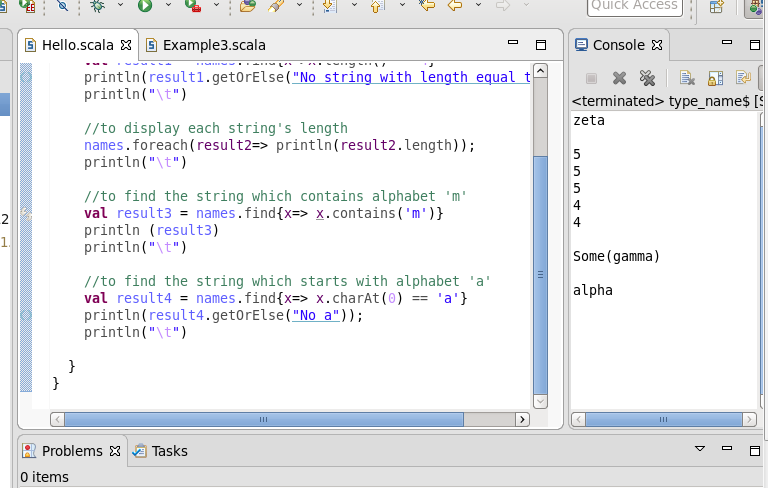 Quick Access
Hello.scala
Example3.scala
println(result1.getOrElse("No string with length equal t
println("\t")
//to display each string's length
names.foreach(result2=> println(result2.length));
println("\t")
//to find the string which contains alphabet 'm'
val result3 = names.find{x=> x.contains('m')}
println (result3)
println("\t")
//to find the string which starts with alphabet 'a'
val result4 = names.find{x=> x.charAt(0) == 'a'}
println(result4.getOrElse("No a"));
println("\t")
}
}
Console
<terminated> type_name$ [S
zeta
5
5
5
4
4
Some(gamma)
alpha
Problems
Tasks
0 items